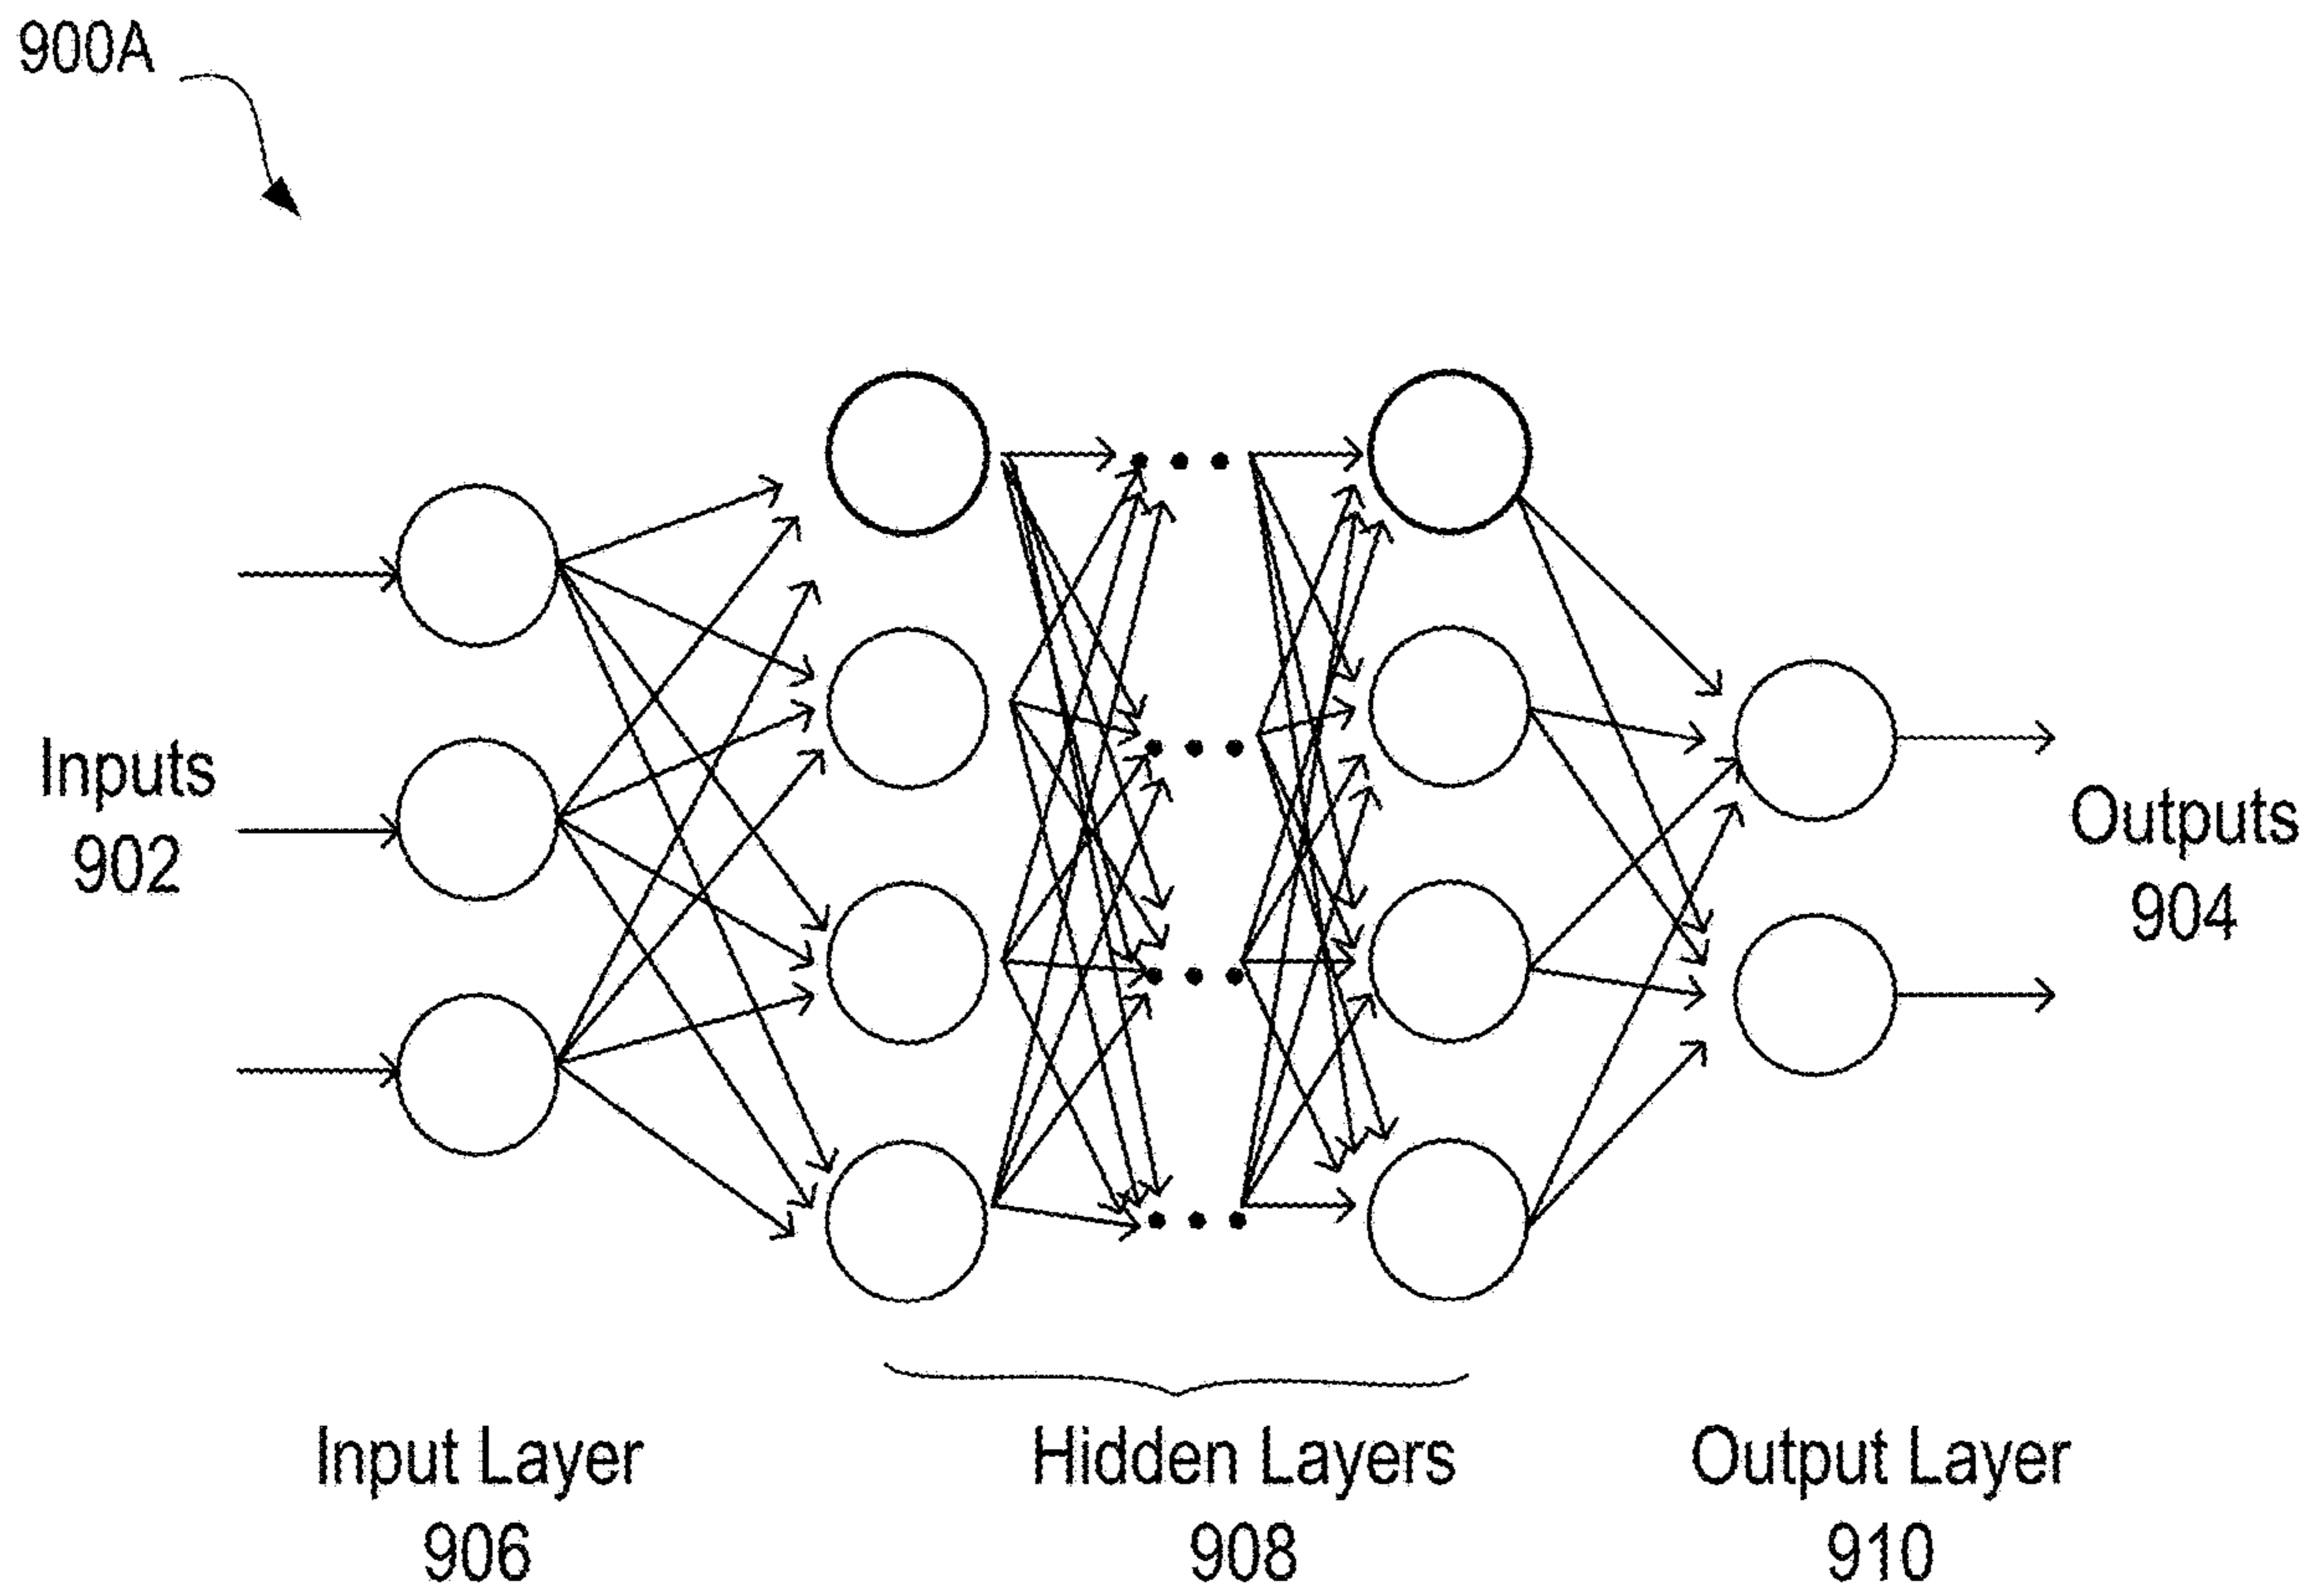 900A
Inputs
902
Outputs
904
Input Layer
906
Hidden Layers
908
Output Layer
910